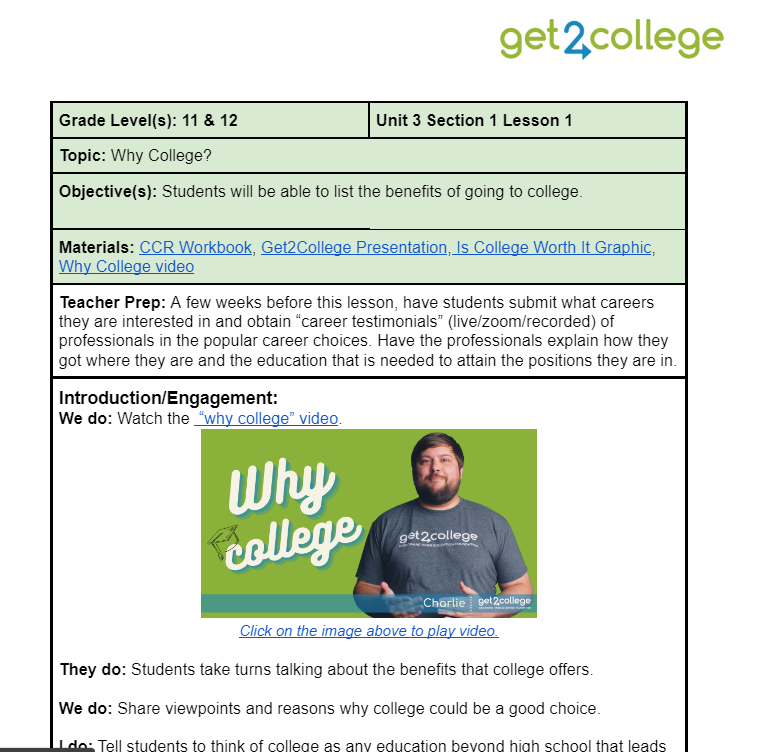 get2college
Grade Level(s): 11 & 12
Unit 3 Section 1 Lesson 1
Topic: Why College?
Objective(s): Students will be able to list the benefits of going to college.
Materials: CCR Workbook, Get2College Presentation, Is College Worth It Graphic,
Why College video
Teacher Prep: A few weeks before this lesson, have students submit what careers
they are interested in and obtain “career testimonials” (live/zoom/recorded) of
professionals in the popular career choices. Have the professionals explain how they
got where they are and the education that is needed to attain the positions they are in.
Introduction/Engagement:
We do: Watch the “why college” video.
Why
college
get2college
Charlie
get2college
Click on the image above to play video.
They do: Students take turns talking about the benefits that college offers.
We do: Share viewpoints and reasons why college could be a good choice.
I do: Tell students to think of college as any education beyond high school that leads